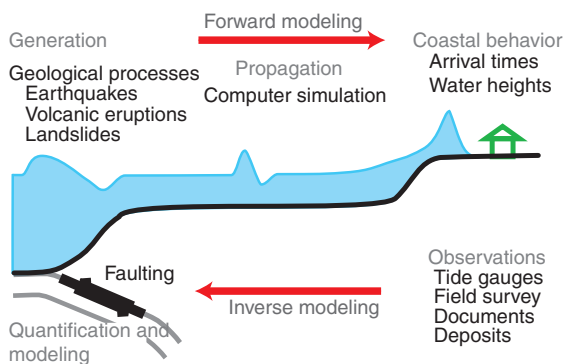 Forward modeling
Generation
Geological processes
Earthquakes
Volcanic eruptions
Landslides
Propagation
Computer simulation
Coastal behavior
Arrival times
Water heights
Faulting
Quantification and
modeling
Inverse modeling
Observations
Tide gauges
Field survey
Documents
Deposits